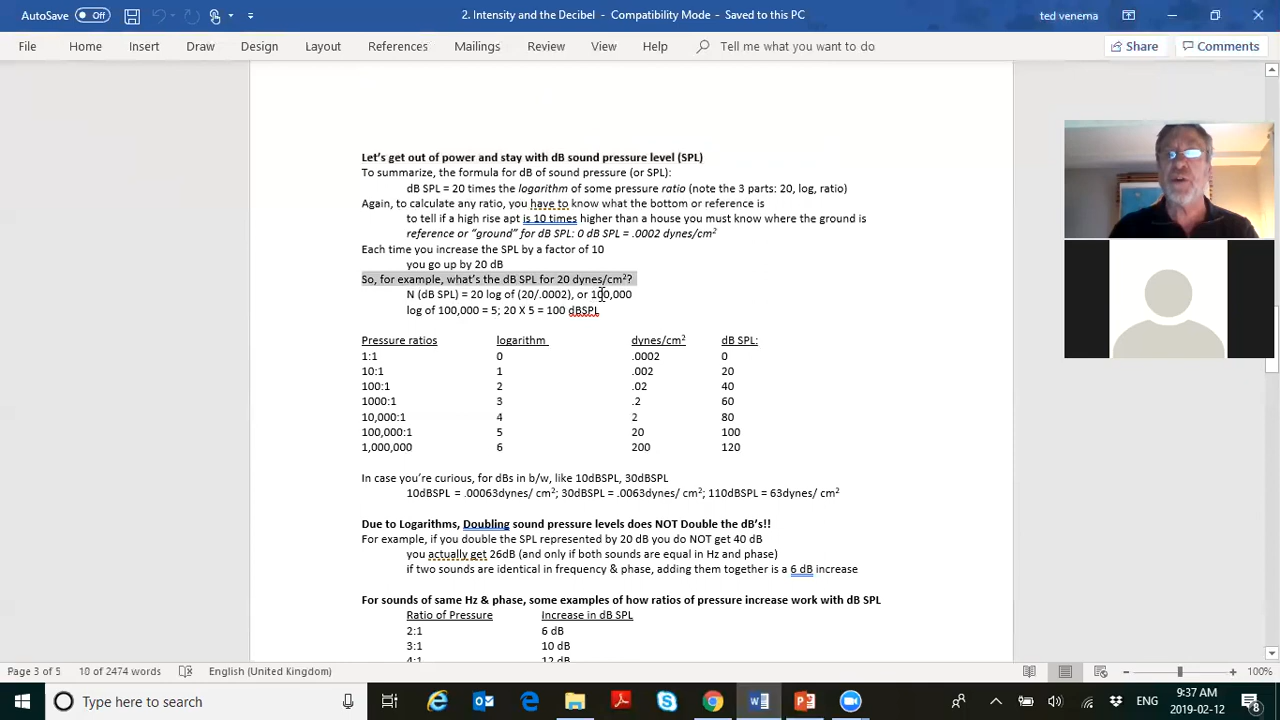 AutoSave Off
2. Intensity and the Decibel - Compatibility Mode - Saved to this PC
ted venema
File Home Insert Draw Design Layout References Mailings Review View Help Tell me what you want to do Share Comments
Let's get out of power and stay with dB sound pressure level (SPL)
To summarize, the formula for dB of sound pressure (or SPL):
dB SPL = 20 times the logarithm of some pressure ratio (note the 3 parts: 20, log, ratio)
Again, to calculate any ratio, you have to know what the bottom or reference is
to tell if a high rise apt is 10 times higher than a house you must know where the ground is
reference or "ground" for dB SPL: 0 dB SPL = .0002 dynes/cm²
Each time you increase the SPL by a factor of 10
you go up by 20 dB
So, for example, what's the dB SPL for 20 dynes/cm²?
N (dB SPL) = 20 log of (20/.0002), or 100,000
log of 100,000 = 5; 20 X 5 = 100 dBSPL
Pressure ratios logarithm dynes/cm² dB SPL:
1:1 0 .0002 0
10:1 1 .002 20
100:1 2 .02 40
1000:1 3 .2 60
10,000:1 4 2 80
100,000:1 5 20 100
1,000,000 6 200 120
In case you're curious, for dBs in b/w, like 10dBSPL, 30dBSPL
10dBSPL = .00063dynes/ cm²; 30dBSPL = .0063dynes/ cm²; 110dBSPL = 63dynes/ cm²
Due to Logarithms, Doubling sound pressure levels does NOT Double the dB's!!
For example, if you double the SPL represented by 20 dB you do NOT get 40 dB
you actually get 26dB (and only if both sounds are equal in Hz and phase)
if two sounds are identical in frequency & phase, adding them together is a 6 dB increase
For sounds of same Hz & phase, some examples of how ratios of pressure increase work with dB SPL
Ratio of Pressure Increase in dB SPL
2:1 6 dB
3:1 10 dB
4:1 12 dB
Page 3 of 5 10 of 2474 words English (United Kingdom) 100%
Type here to search
ENG
9:37 AM
2019-02-12
8